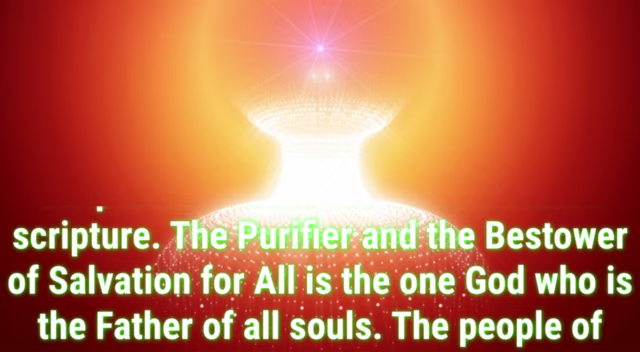 scripture. The Purifier and the Bestower
of Salvation for All is the one God who is
the Father of all souls. The people of